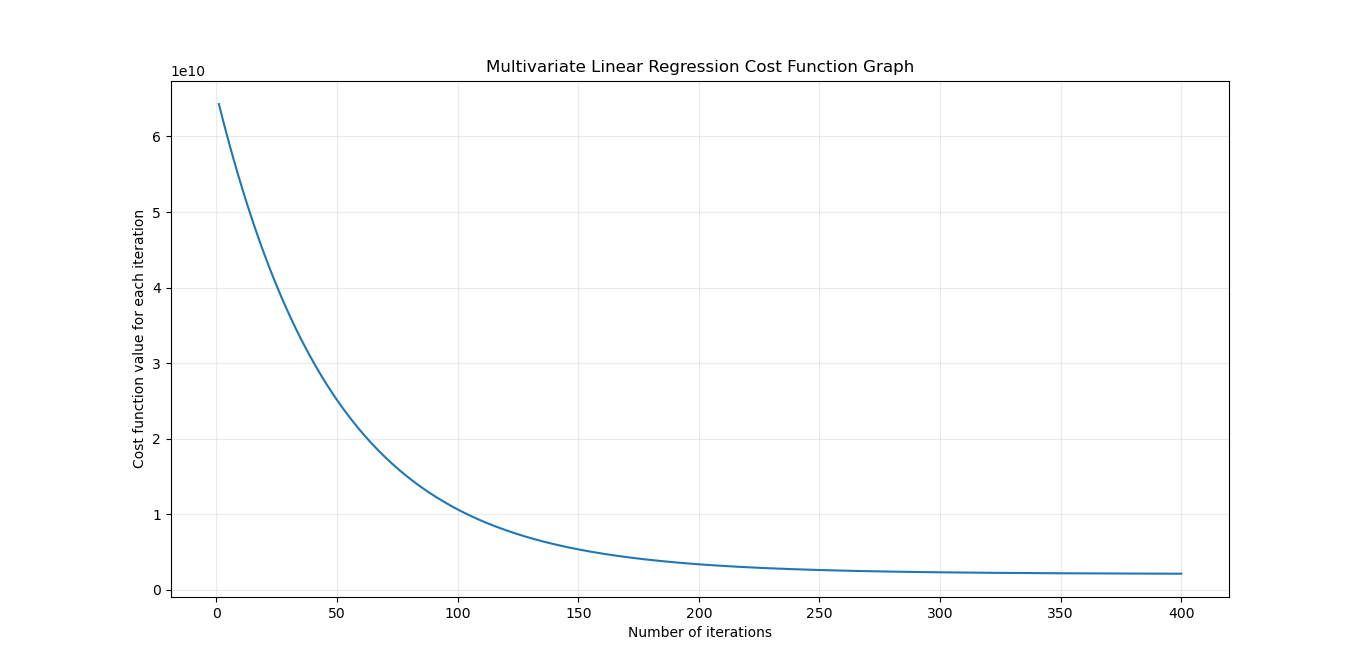 Multivariate Linear Regression Cost Function Graph
1e10
6
5
4
3
2
1
0
Cost function value for each iteration
0 50 100 150 200 250 300 350 400
Number of iterations